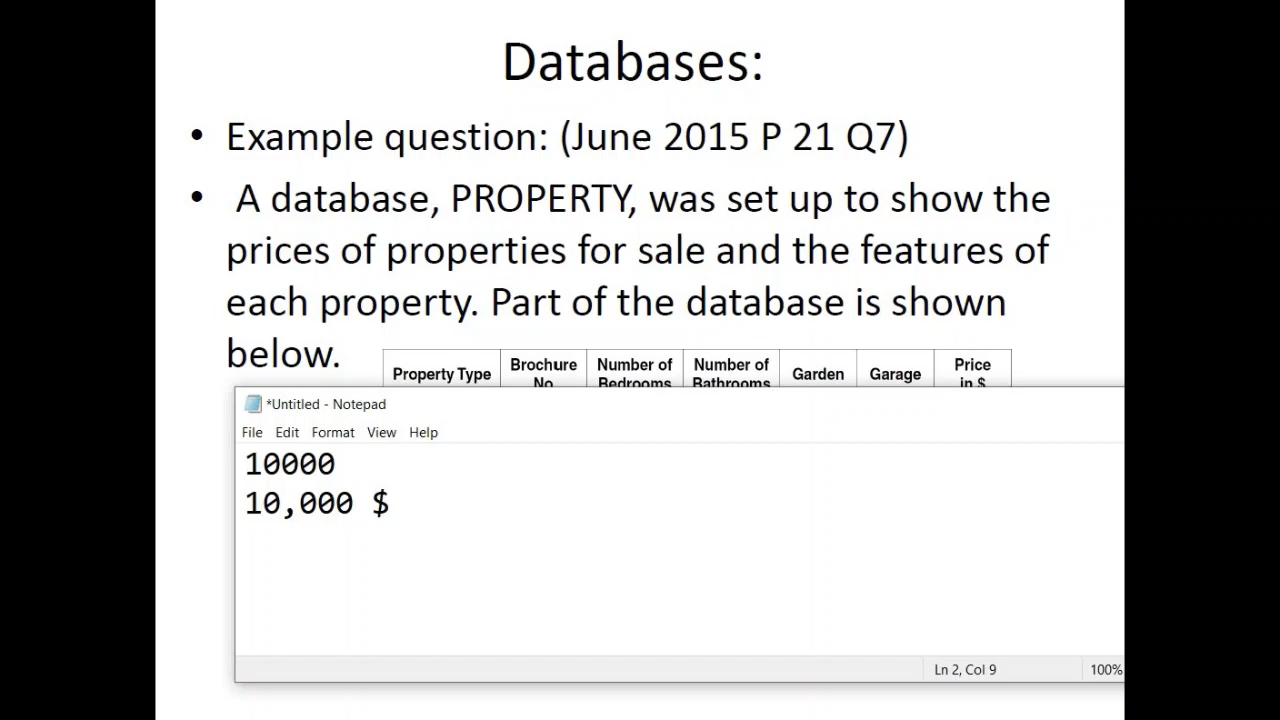 Databases:
• Example question: (June 2015 P 21 Q7)
• A database, PROPERTY, was set up to show the
prices of properties for sale and the features of
each property. Part of the database is shown
below.
Property Type Brochure No Number of Bedrooms Number of Bathrooms Garden Garage Price in $
*Untitled - Notepad
File Edit Format View Help
10000
10,000 $
Ln 2, Col 9 100%